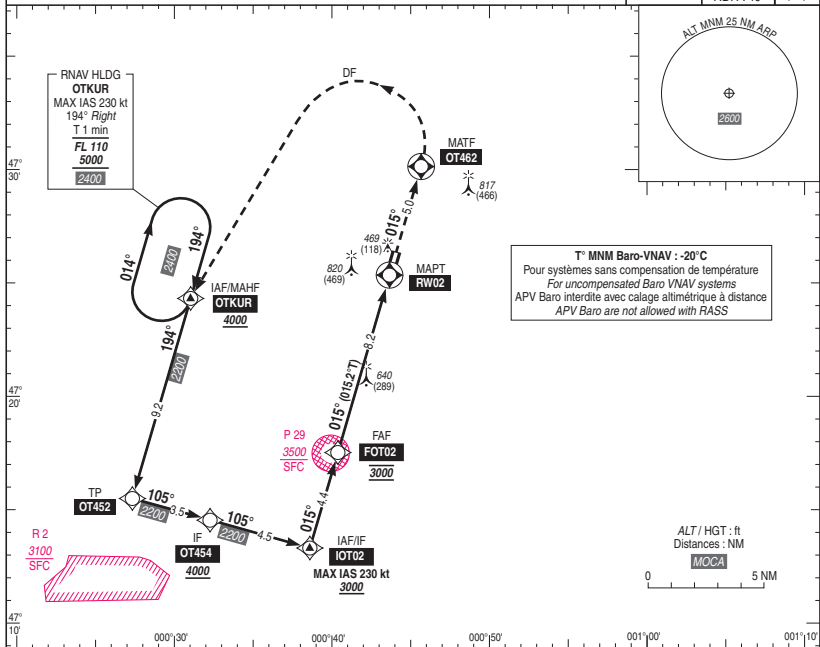 ALT MNM 25 NM ARP
2600
RNAV HLDG
OTKUR
MAX IAS 230 kt
194° Right
T 1 min
FL 110
5000
2400
DF
MATF
OT462
817
(466)
47°
30'
015°
5.0
469
(118)
820
(469)
MAPT
RW02
014°
2400
194°
IAF/MAHF
OTKUR
4000
T° MNM Baro-VNAV : -20°C
Pour systèmes sans compensation de température
For uncompensated Baro VNAV systems
APV Baro interdite avec calage altimétrique à distance
APV Baro are not allowed with RASS
194°
2200
9.2
8.2
015° (015.2°T)
640
(289)
47°
20'
P 29
3500
SFC
FAF
FOT02
3000
TP
OT452
105°
2200
3.5
IF
OT454
4000
105°
2200
4.5
015°
4.4
IAF/IF
IOT02
MAX IAS 230 kt
3000
R 2
3100
SFC
ALT / HGT : ft
Distances : NM
MOCA
0 5 NM
47°
10'
000°30'
000°40'
000°50'
001°00'
001°10'